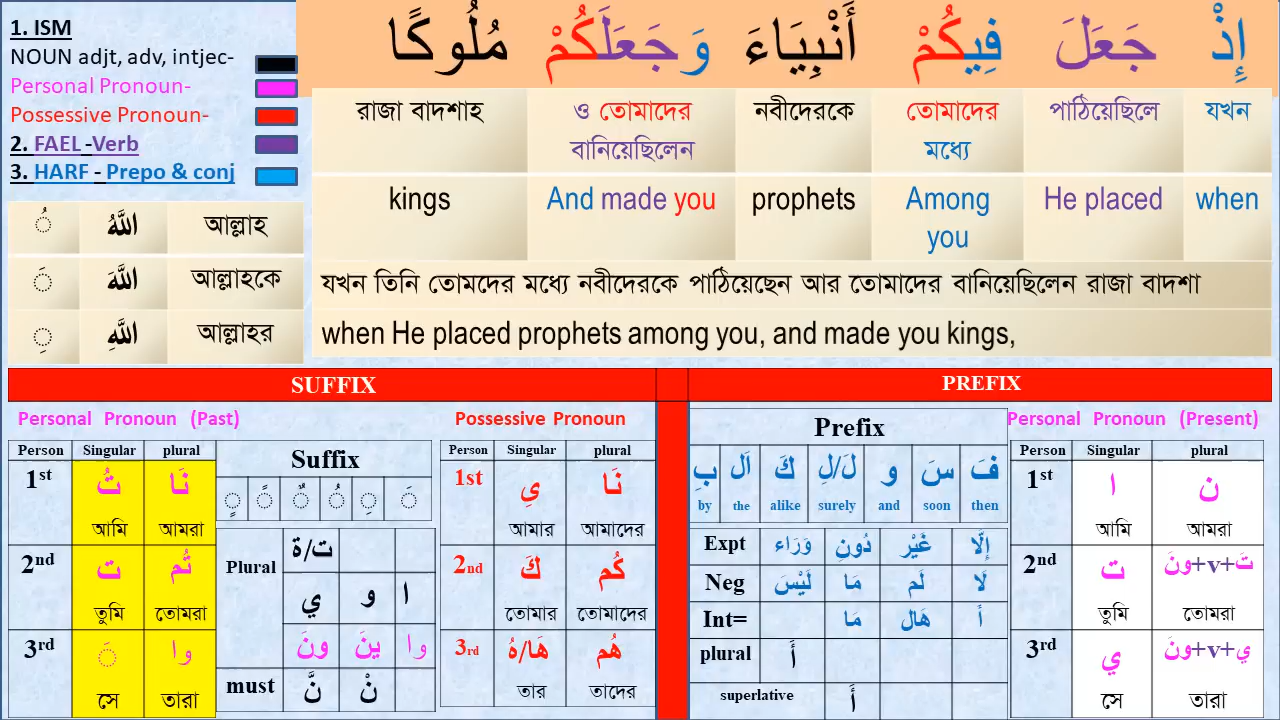 1. ISM
NOUN adjt, adv, intjec-
Personal Pronoun-
Possessive Pronoun-
2. FAEL -Verb
3. HARF - Prepo & conj
إِذْ جَعَلَ فِيكُمْ أَنْبِيَاءَ وَجَعَلَكُمْ مُلُوكًا
রাজা বাদশাহ ও তোমাদের বানিয়েছিলেন নবীদেরকে তোমাদের মধ্যে পাঠিয়েছিলে যখন
kings And made you prophets Among you He placed when
যখন তিনি তোমদের মধ্যে নবীদেরকে পাঠিয়েছেন আর তোমাদের বানিয়েছিলেন রাজা বাদশা
when He placed prophets among you, and made you kings,
ُ اللَّهُ আল্লাহ
َ اللَّهَ আল্লাহকে
ِ اللَّهِ আল্লাহর
SUFFIX
Personal Pronoun (Past)
Person Singular plural
1st تُ نَا
আমি আমরা
2nd ت تُم
তুমি তোমরা
3rd َ وا
সে তারা
Suffix
ٍ ً ٌ ُ ِ َ
Plural ت/ة
ي و ا
ونَ ينَ وا
must نَّ نْ
Possessive Pronoun
Person Singular plural
1st يِ نَا
আমার আমাদের
2nd كَ كُم
তোমার তোমাদের
3rd هَا/هُ هُم
তার তাদের
PREFIX
Prefix
بِ اَل كَ لَ/لِ و سَ فَ
by the alike surely and soon then
Expt وَرَاء دُونِ غَيْر إِلَّا
Neg لَيْسَ مَا لَم لَا
Int= مَا هَال أَ
plural أَ
superlative أَ
Personal Pronoun (Present)
Person Singular plural
1st ا ن
আমি আমরা
2nd ت تَ+v+ونَ
তুমি তোমরা
3rd ي ي+v+ونَ
সে তারা